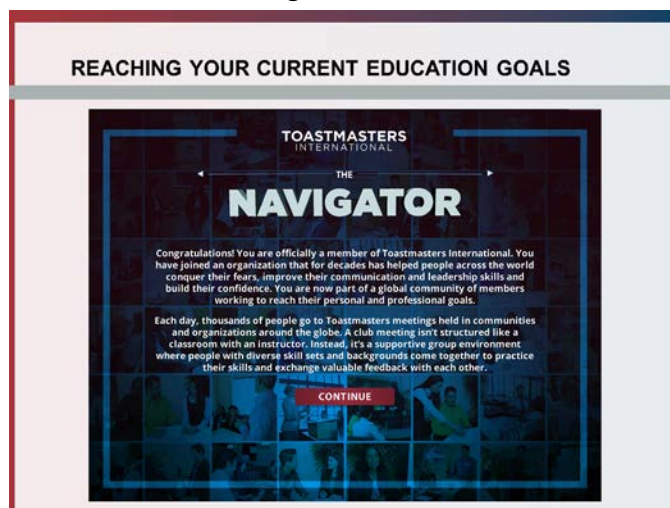 REACHING YOUR CURRENT EDUCATION GOALS
TOASTMASTERS
INTERNATIONAL
THE
NAVIGATOR
Congratulations! You are officially a member of Toastmasters International. You
have joined an organization that for decades has helped people across the world
conquer their fears, improve their communication and leadership skills and
build their confidence. You are now part of a global community of members
working to reach their personal and professional goals.
Each day, thousands of people go to Toastmasters meetings held in communities
and organizations around the globe. A club meeting isn't structured like a
classroom with an instructor. Instead, it's a supportive group environment
where people with diverse skill sets and backgrounds come together to practice
their skills and exchange valuable feedback with each other.
CONTINUE